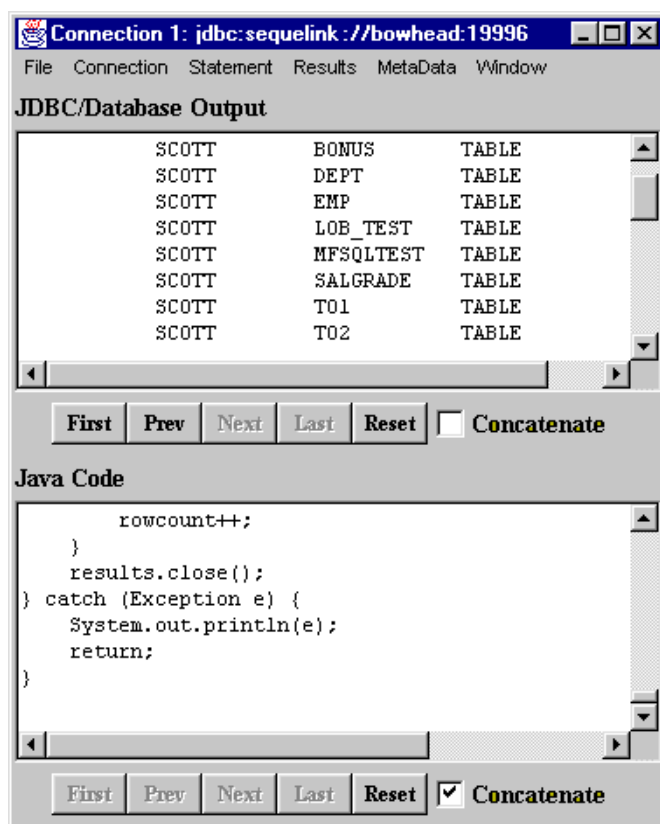 Connection 1: jdbc:sequelink://bowhead:19996
File Connection Statement Results MetaData Window
JDBC/Database Output
SCOTT BONUS TABLE
SCOTT DEPT TABLE
SCOTT EMP TABLE
SCOTT LOB_TEST TABLE
SCOTT MFSQLTEST TABLE
SCOTT SALGRADE TABLE
SCOTT TO1 TABLE
SCOTT TO2 TABLE
First Prev Next Last Reset Concatenate
Java Code
rowcount++;
}
results.close();
} catch (Exception e) {
System.out.println(e);
return;
}
First Prev Next Last Reset Concatenate